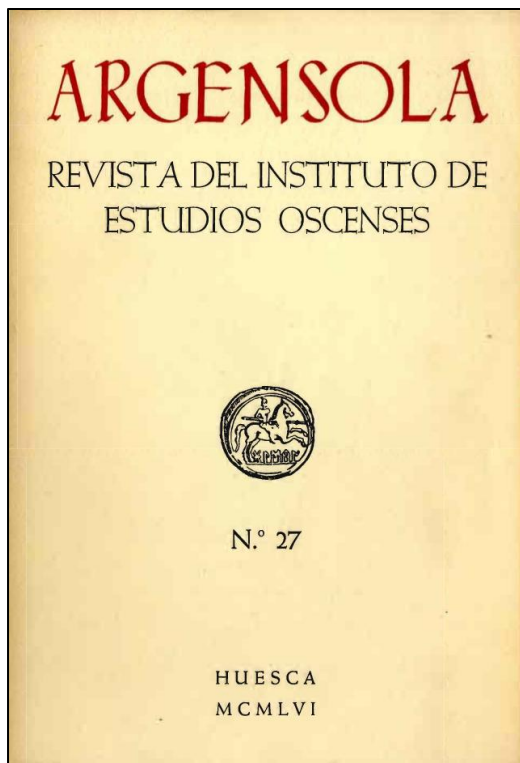 ARGENSOLA
REVISTA DEL INSTITUTO DE
ESTUDIOS OSCENSES
N.º 27
HUESCA
MCMLVI